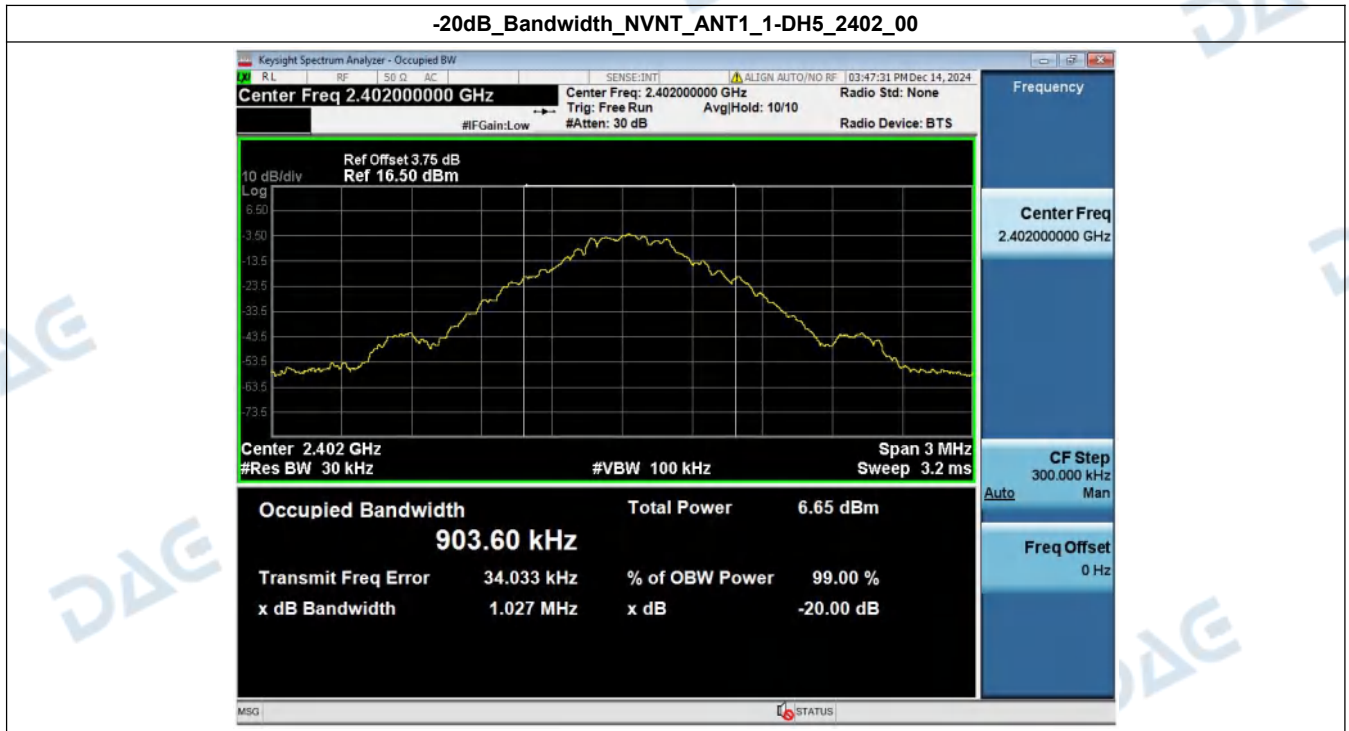 -20dB_Bandwidth_NVNT_ANT1_1-DH5_2402_00
Keysight Spectrum Analyzer - Occupied BW
LXI RL RF 50 Ω AC SENSE:INT ALIGN AUTO/NO RF 03:47:31 PM Dec 14, 2024
Center Freq 2.402000000 GHz
Center Freq: 2.402000000 GHz Radio Std: None
Trig: Free Run Avg|Hold: 10/10
#IFGain:Low #Atten: 30 dB Radio Device: BTS
Frequency
Ref Offset 3.75 dB
10 dB/div Ref 16.50 dBm
Log
6.50
-3.50
-13.5
-23.5
-33.5
-43.5
-53.5
-63.5
-73.5
Center 2.402 GHz Span 3 MHz
#Res BW 30 kHz #VBW 100 kHz Sweep 3.2 ms
Center Freq
2.402000000 GHz
CF Step
300.000 kHz
Auto Man
Freq Offset
0 Hz
Occupied Bandwidth Total Power 6.65 dBm
903.60 kHz
Transmit Freq Error 34.033 kHz % of OBW Power 99.00 %
x dB Bandwidth 1.027 MHz x dB -20.00 dB
MSG STATUS
DAE
DAE